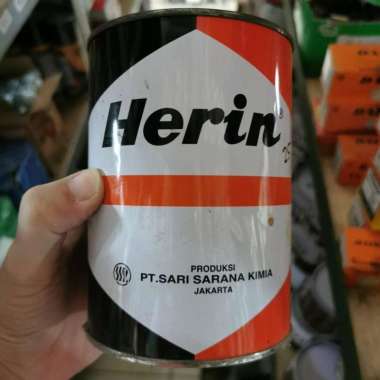 Herin®
PRODUKSI
PT.SARI SARANA KIMIA
JAKARTA